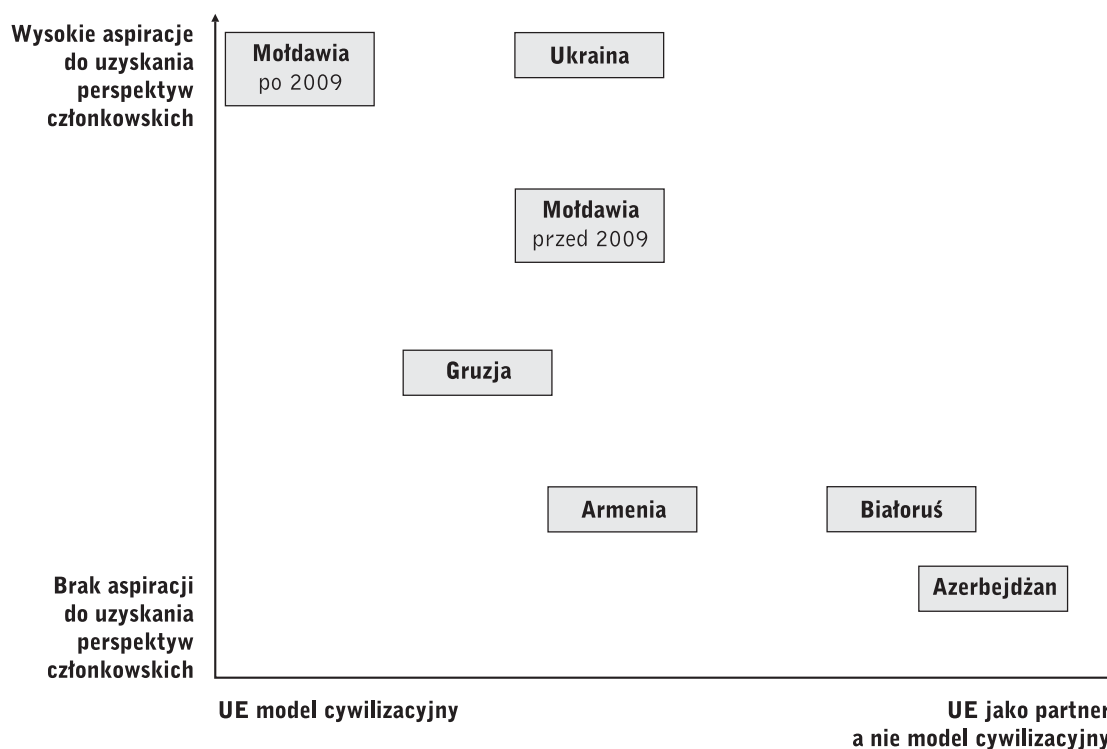 Wysokie aspiracje
do uzyskania
perspektyw
członkowskich
Mołdawia
po 2009
Ukraina
Mołdawia
przed 2009
Gruzja
Armenia
Białoruś
Azerbejdżan
Brak aspiracji
do uzyskania
perspektyw
członkowskich
UE model cywilizacyjny
UE jako partner
a nie model cywilizacyjny